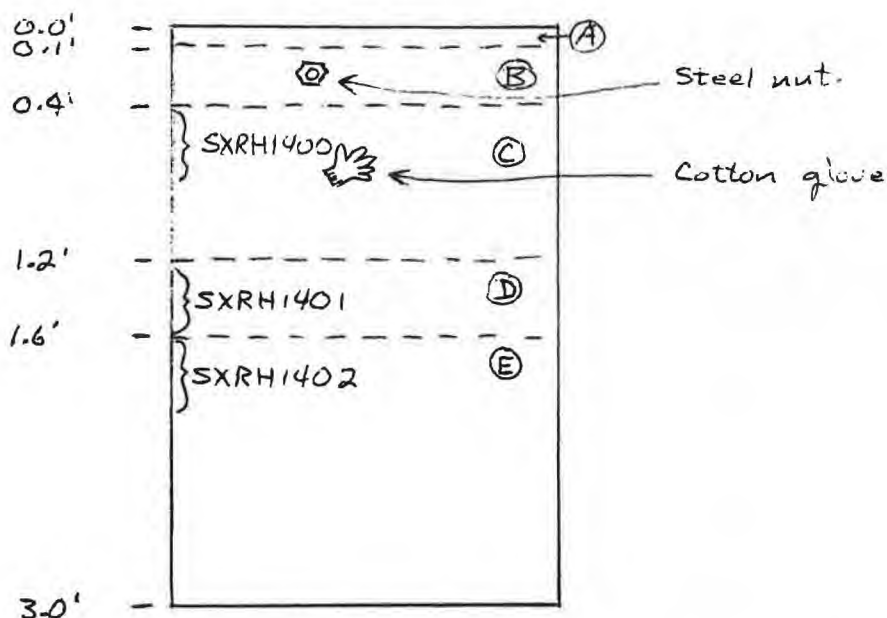 0.0'
A
0.1'
B
Steel nut.
0.4'
SXRH1400
C
Cotton glove
1.2'
SXRH1401
D
1.6'
SXRH1402
E
3.0'